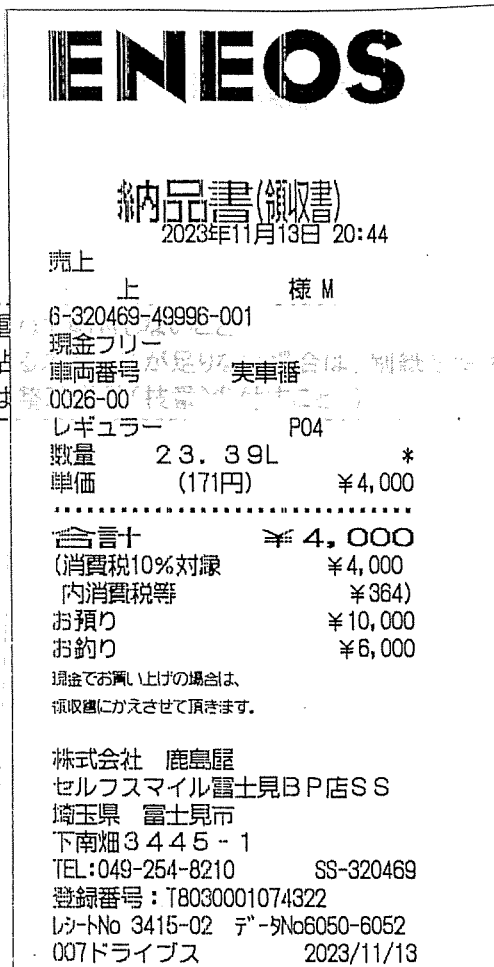 ENEOS
納品書(領収書)
2023年11月13日 20:44
売上
上 様 M
6-320469-49996-001
現金フリー
車両番号 実車番
0026-00
レギュラー P04
数量 23.39L *
単価 (171円) ¥4,000
合計 ¥4,000
(消費税10%対象 ¥4,000
内消費税等 ¥364)
お預り ¥10,000
お釣り ¥6,000
現金でお買い上げの場合は、
領収書にかえさせて頂きます。
株式会社 鹿島屋
セルフスマイル富士見BP店SS
埼玉県 富士見市
下南畑3445-1
TEL:049-254-8210 SS-320469
登録番号:T8030001074322
レシートNo 3415-02 データNo6050-6052
007ドライブス 2023/11/13